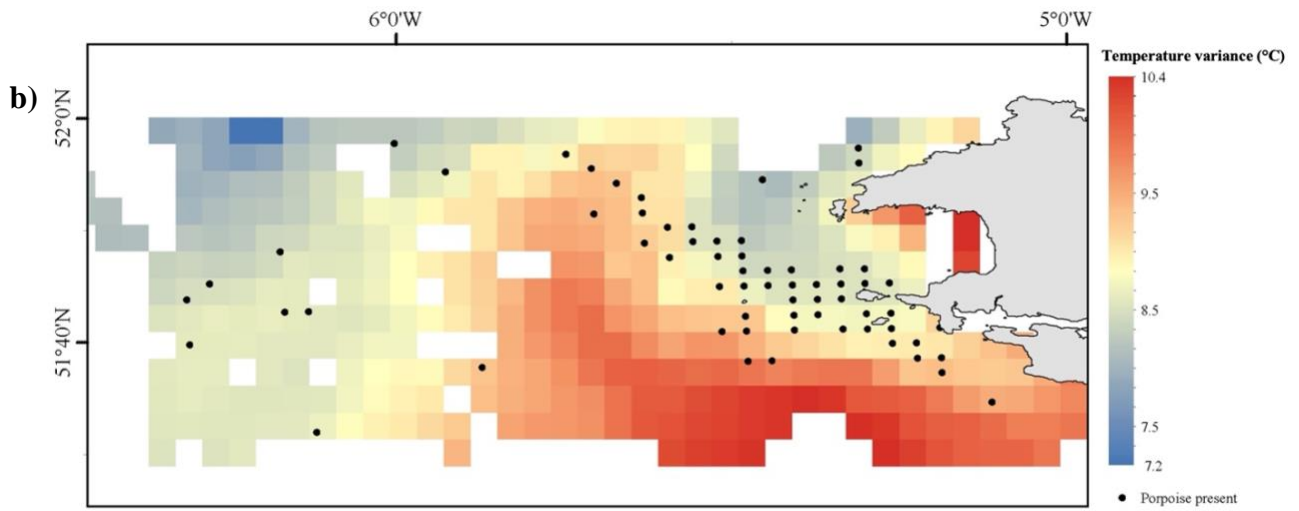 6°0'W
5°0'W
b)
52°0'N
51°40'N
Temperature variance (°C)
10.4
9.5
8.5
7.5
7.2
Porpoise present